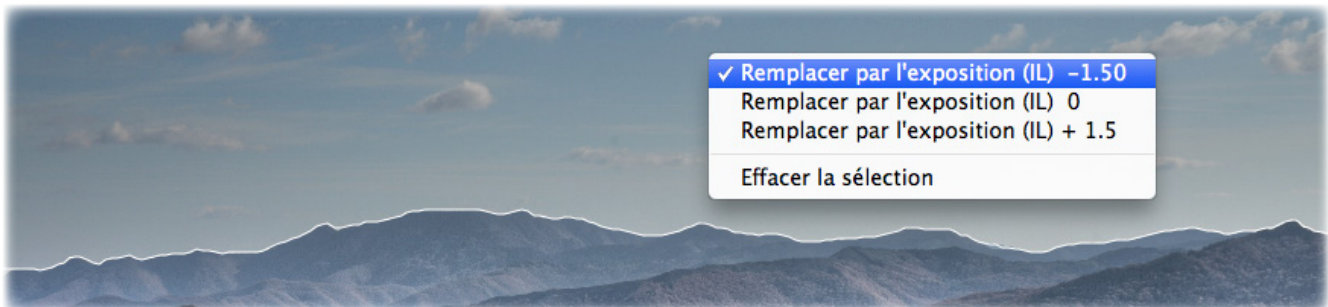 ✓ Remplacer par l'exposition (IL) -1.50
Remplacer par l'exposition (IL) 0
Remplacer par l'exposition (IL) + 1.5
Effacer la sélection